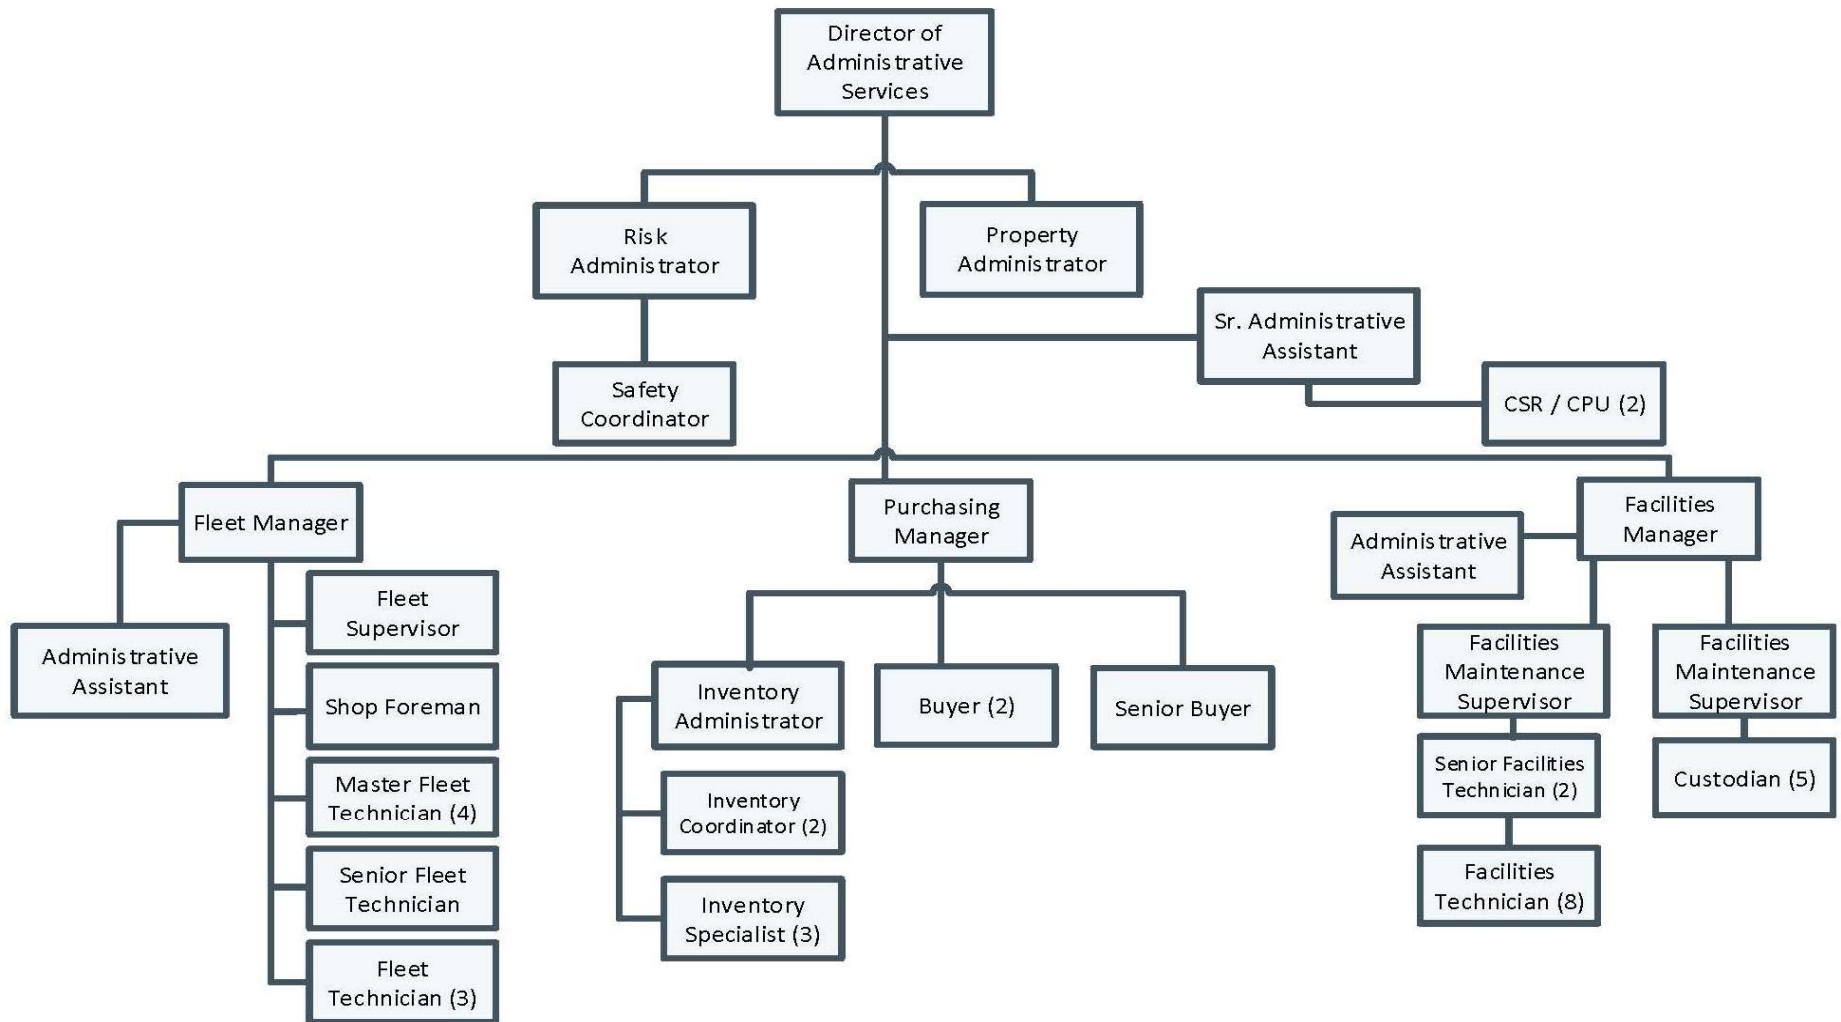 Director of
Administrative
Services
Risk
Administrator
Property
Administrator
Sr. Administrative
Assistant
Safety
Coordinator
CSR / CPU (2)
Fleet Manager
Purchasing
Manager
Facilities
Manager
Administrative
Assistant
Administrative
Assistant
Fleet
Supervisor
Shop Foreman
Master Fleet
Technician (4)
Senior Fleet
Technician
Fleet
Technician (3)
Inventory
Administrator
Buyer (2)
Senior Buyer
Inventory
Coordinator (2)
Inventory
Specialist (3)
Facilities
Maintenance
Supervisor
Facilities
Maintenance
Supervisor
Senior Facilities
Technician (2)
Custodian (5)
Facilities
Technician (8)